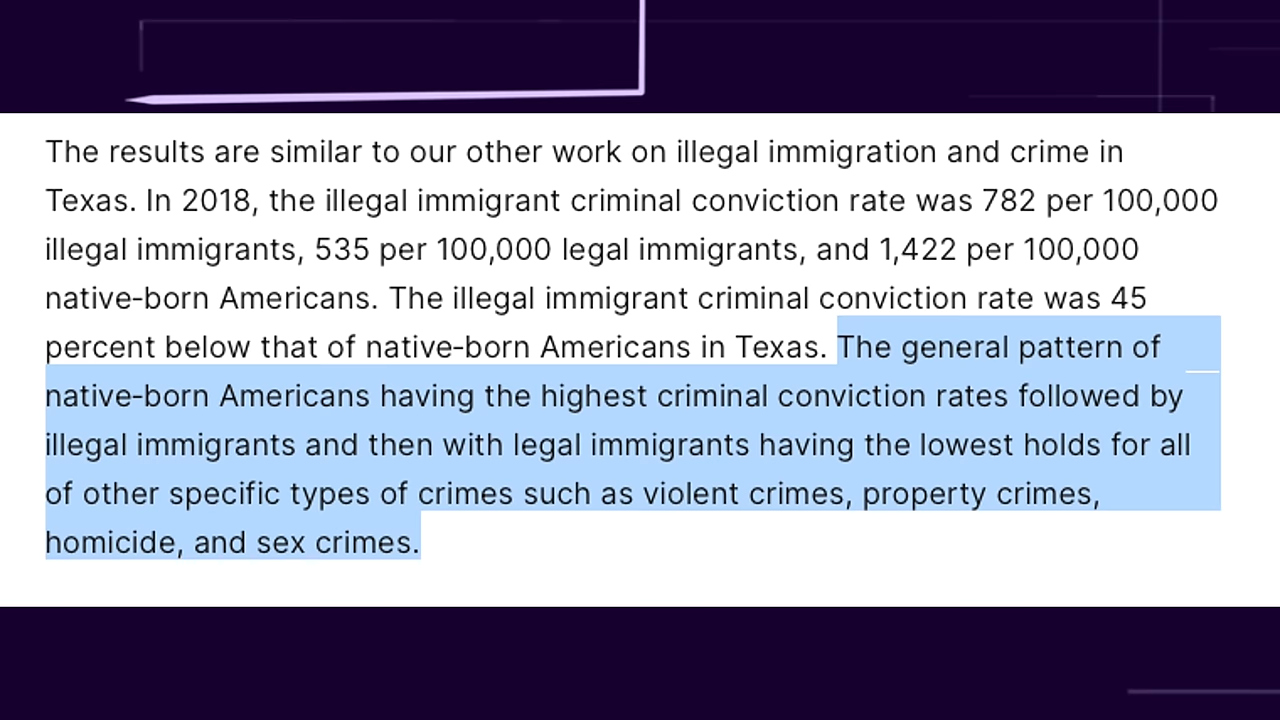 The results are similar to our other work on illegal immigration and crime in
Texas. In 2018, the illegal immigrant criminal conviction rate was 782 per 100,000
illegal immigrants, 535 per 100,000 legal immigrants, and 1,422 per 100,000
native-born Americans. The illegal immigrant criminal conviction rate was 45
percent below that of native-born Americans in Texas. The general pattern of
native-born Americans having the highest criminal conviction rates followed by
illegal immigrants and then with legal immigrants having the lowest holds for all
of other specific types of crimes such as violent crimes, property crimes,
homicide, and sex crimes.